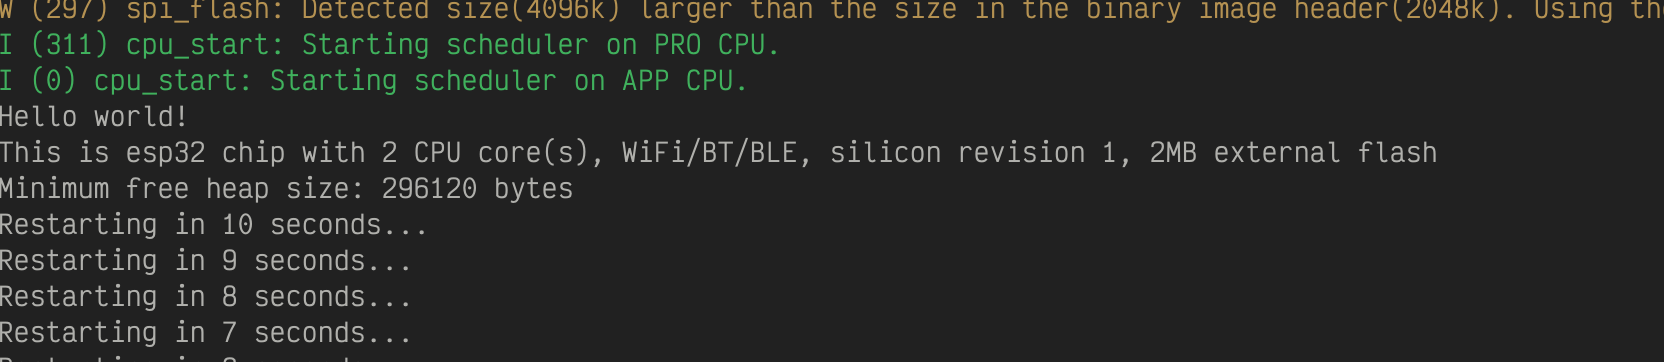 W (297) spi_flash: Detected size(4096k) larger than the size in the binary image header(2048k). Using
I (311) cpu_start: Starting scheduler on PRO CPU.
I (0) cpu_start: Starting scheduler on APP CPU.
Hello world!
This is esp32 chip with 2 CPU core(s), WiFi/BT/BLE, silicon revision 1, 2MB external flash
Minimum free heap size: 296120 bytes
Restarting in 10 seconds...
Restarting in 9 seconds...
Restarting in 8 seconds...
Restarting in 7 seconds...